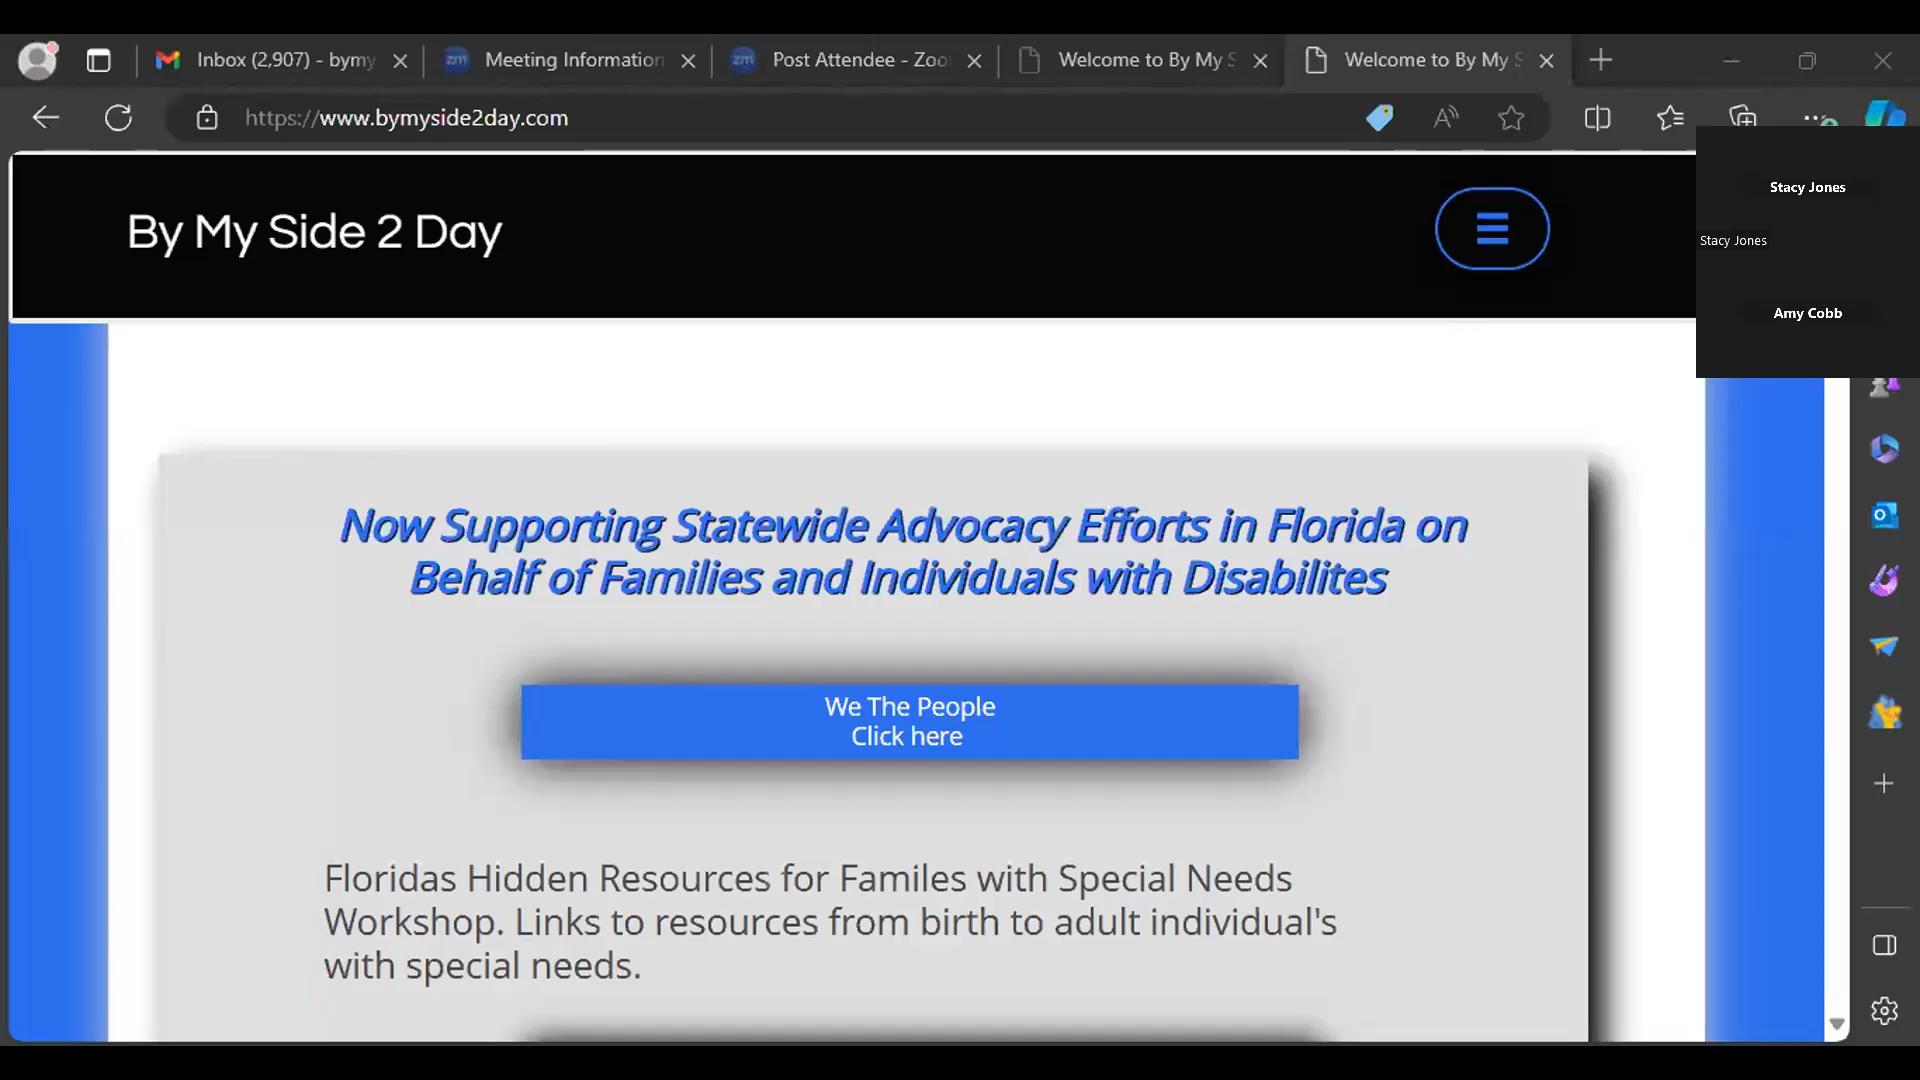 Inbox (2,907) - bymy
Meeting Information
Post Attendee - Zoo
Welcome to By My S
Welcome to By My S
https://www.bymyside2day.com
By My Side 2 Day
Stacy Jones
Stacy Jones
Amy Cobb
Now Supporting Statewide Advocacy Efforts in Florida on
Behalf of Families and Individuals with Disabilites
We The People
Click here
Floridas Hidden Resources for Familes with Special Needs
Workshop. Links to resources from birth to adult individual's
with special needs.